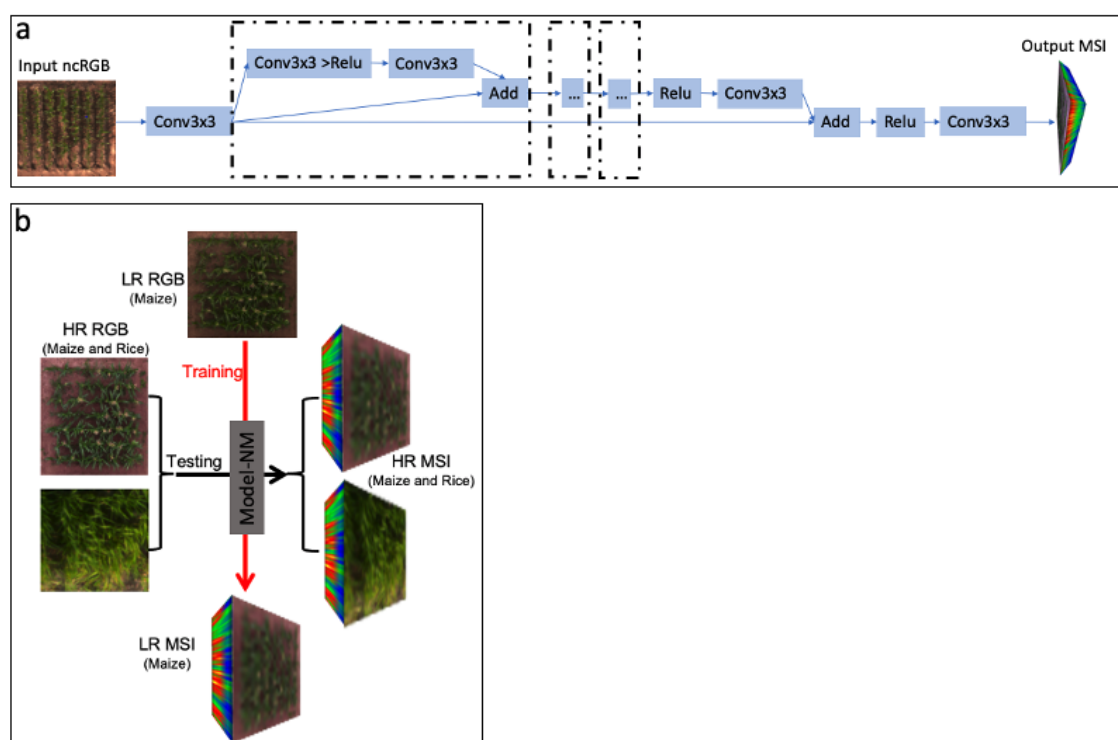 a
Input ncRGB
Conv3x3
Conv3x3 >Relu
Conv3x3
Add
...
...
Relu
Conv3x3
Add
Relu
Conv3x3
Output MSI
b
LR RGB
(Maize)
HR RGB
(Maize and Rice)
Training
Testing
Model-NM
HR MSI
(Maize and Rice)
LR MSI
(Maize)